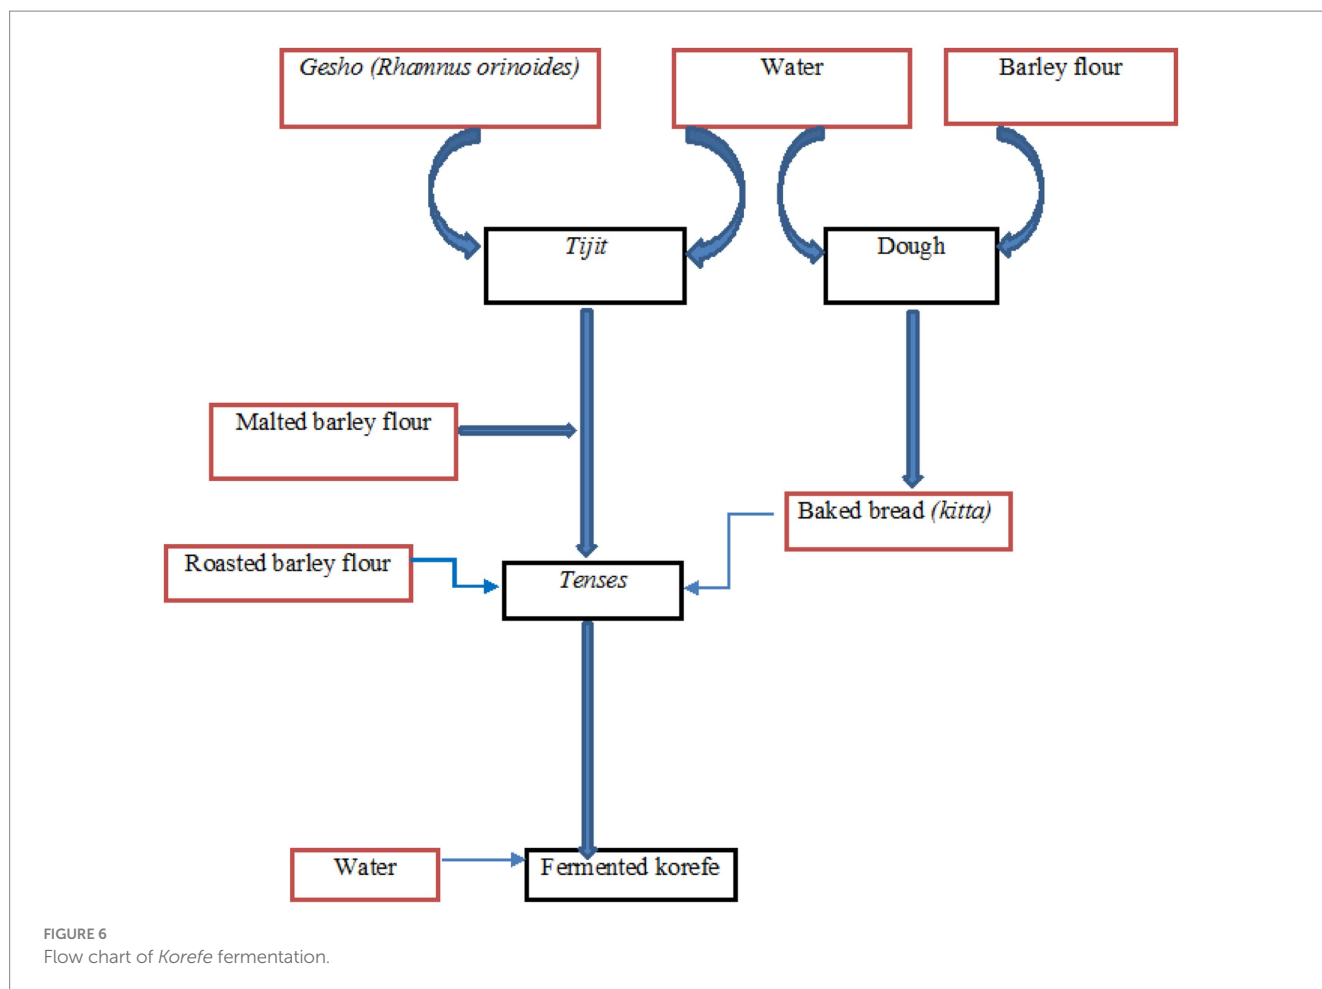 Gesho (Rhamnus orinoides)
Water
Barley flour
Tijit
Dough
Malted barley flour
Baked bread (kitta)
Roasted barley flour
Tenses
Water
Fermented korefe
FIGURE 6
Flow chart of Korefe fermentation.